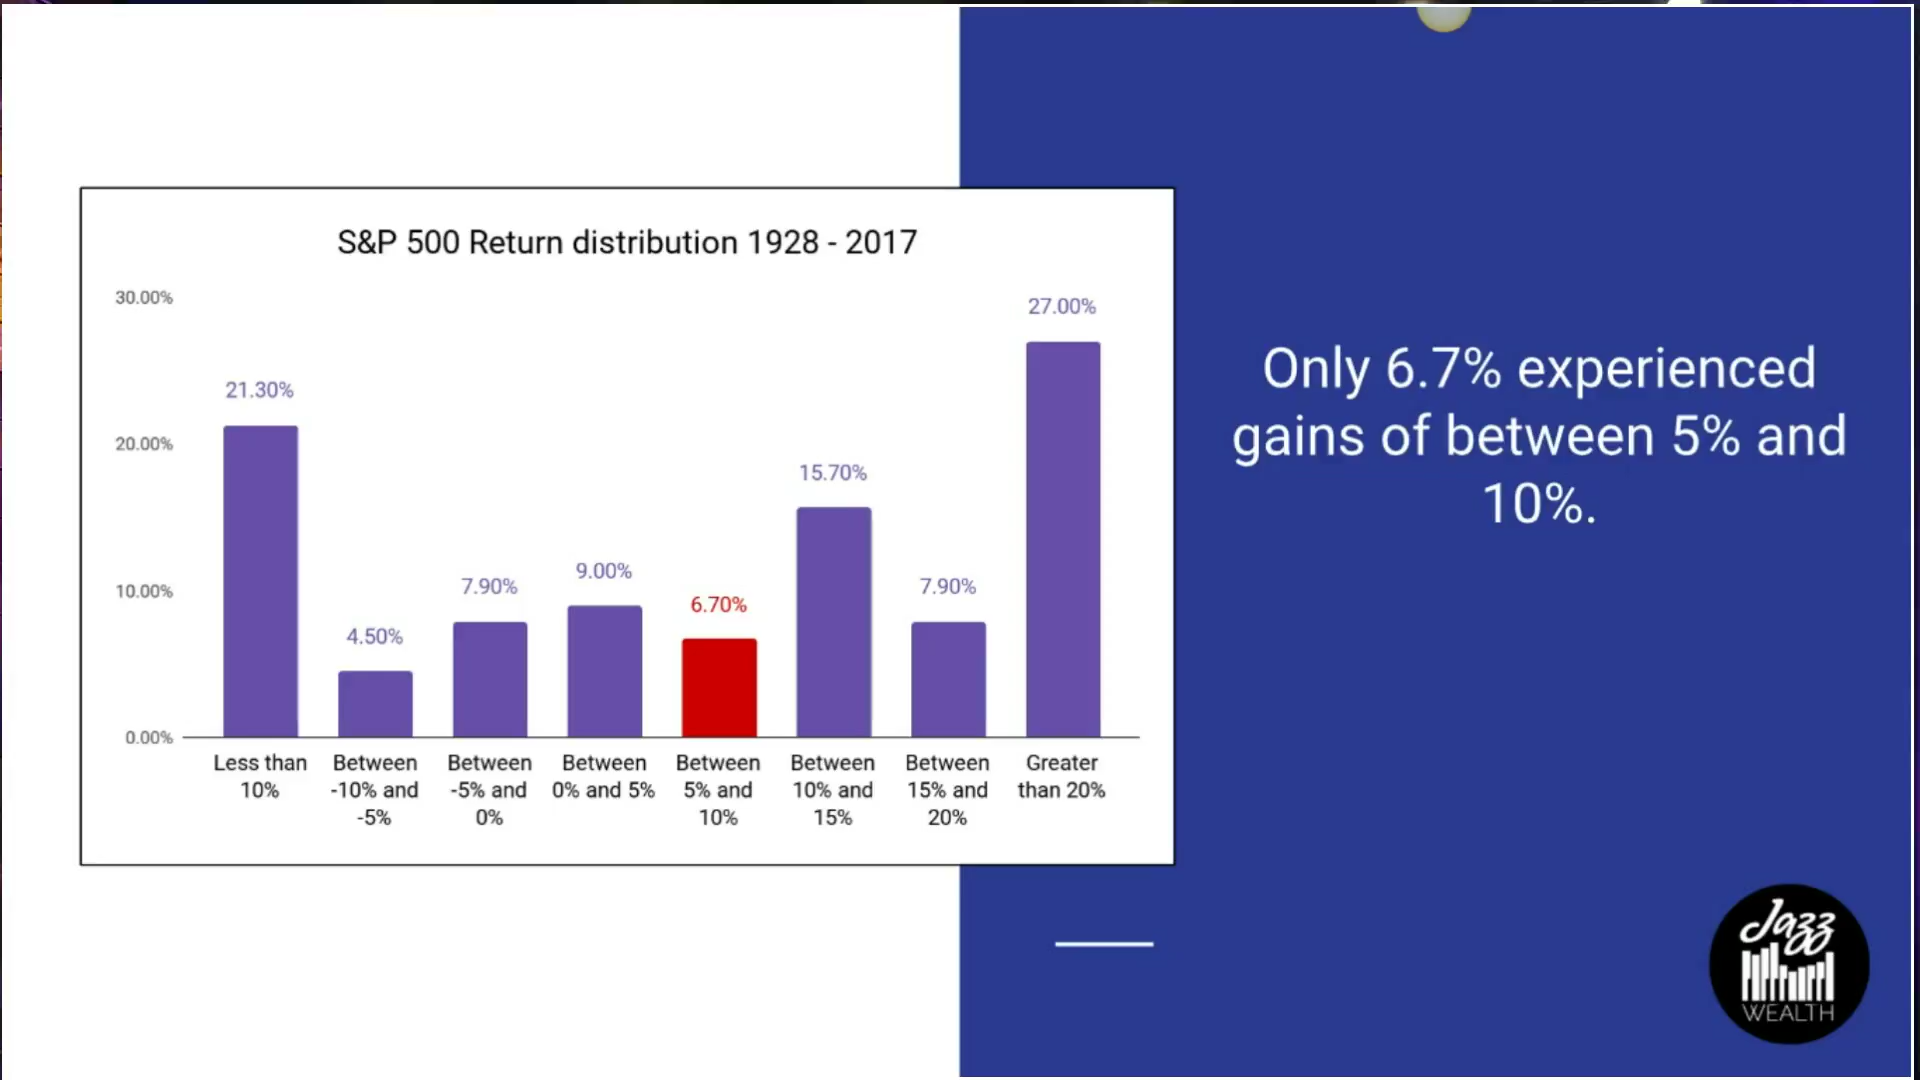 S&P 500 Return distribution 1928 - 2017
30.00%
20.00%
10.00%
0.00%
21.30%
4.50%
7.90%
9.00%
6.70%
15.70%
7.90%
27.00%
Less than
10%
Between
-10% and
-5%
Between
-5% and
0%
Between
0% and 5%
Between
5% and
10%
Between
10% and
15%
Between
15% and
20%
Greater
than 20%
Only 6.7% experienced
gains of between 5% and
10%.
Jazz
WEALTH